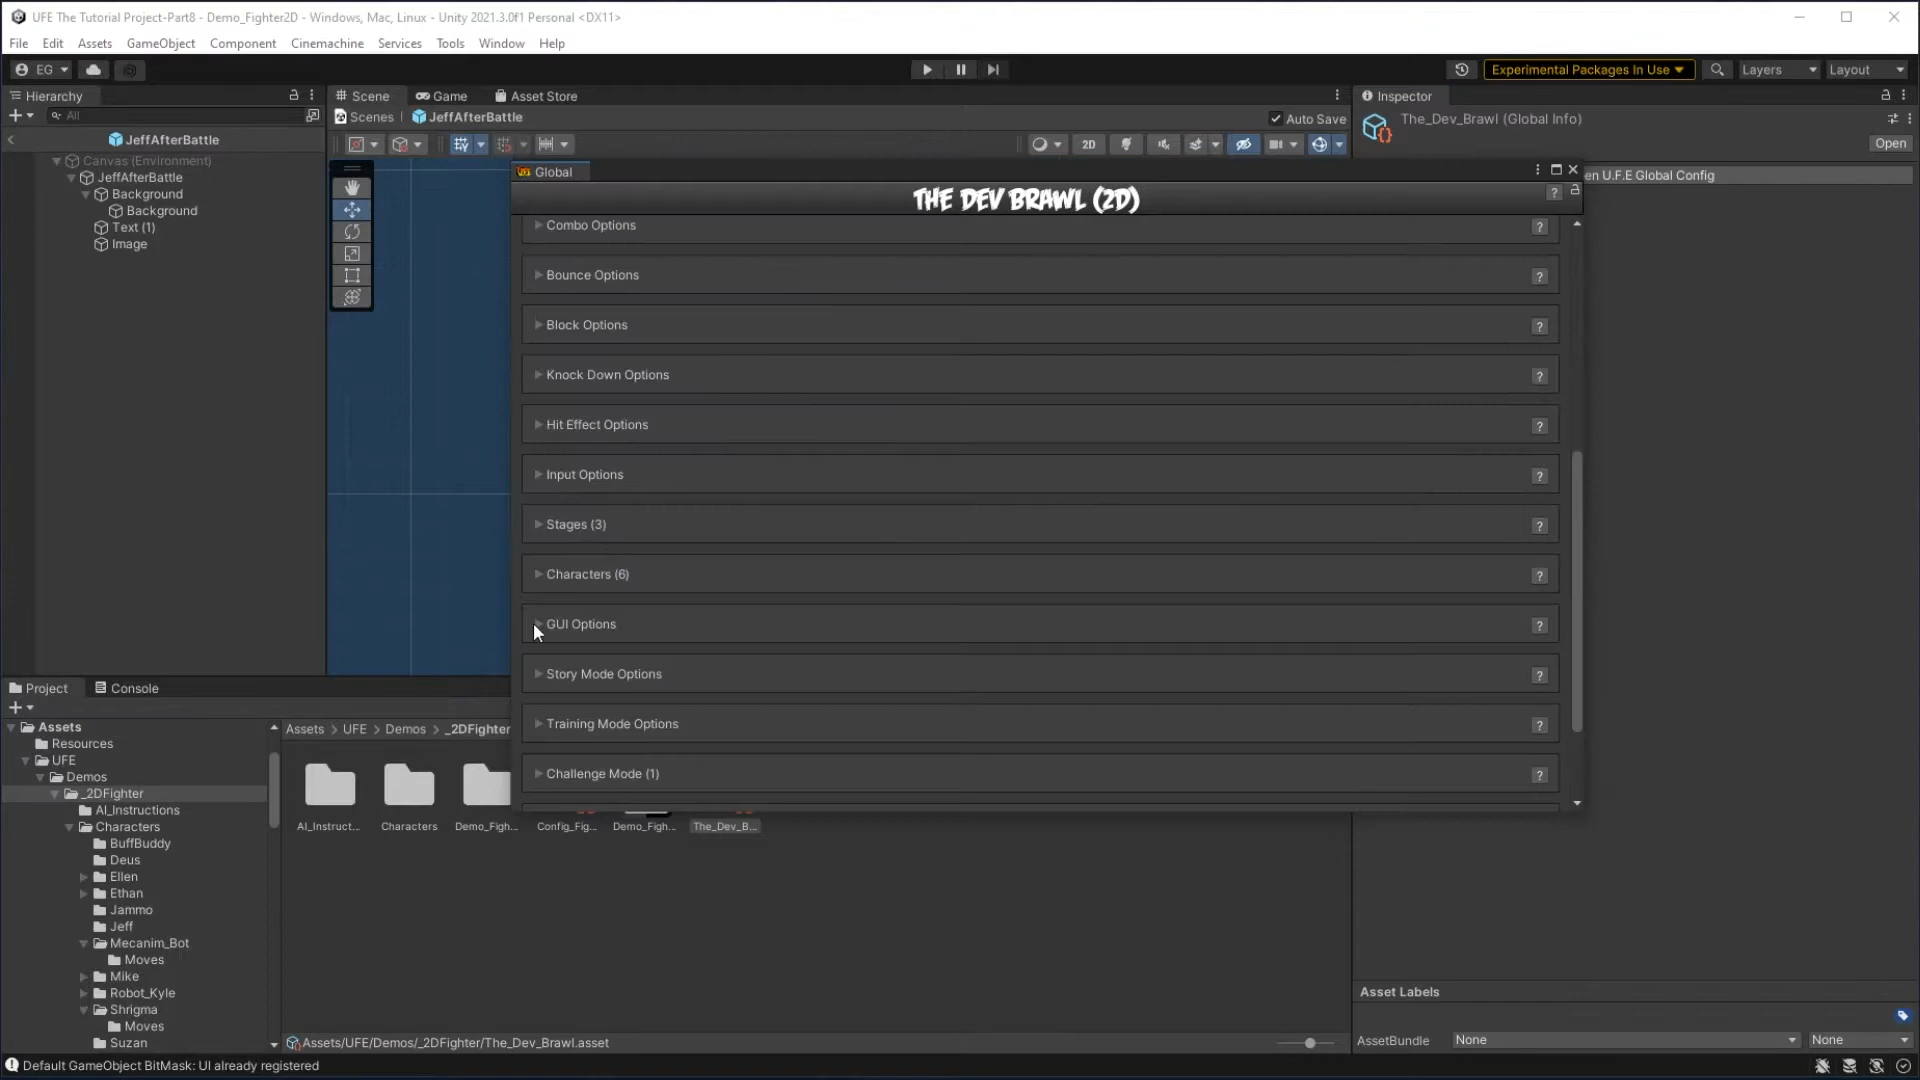 UFE The Tutorial Project-Part8 - Demo_Fighter2D - Windows, Mac, Linux - Unity 2021.3.0f1 Personal <DX11>
File Edit Assets GameObject Component Cinemachine Services Tools Window Help
EG Experimental Packages In Use Layers Layout
Hierarchy
All
JeffAfterBattle
Canvas (Environment)
JeffAfterBattle
Background
Background
Text (1)
Image
Scene Game Asset Store
Scenes JeffAfterBattle Auto Save
2D
Global
THE DEV BRAWL (2D)
?
Combo Options ?
Bounce Options ?
Block Options ?
Knock Down Options ?
Hit Effect Options ?
Input Options ?
Stages (3) ?
Characters (6) ?
GUI Options ?
Story Mode Options ?
Training Mode Options ?
Challenge Mode (1) ?
Inspector
The_Dev_Brawl (Global Info)
Open
en U.F.E Global Config
Project Console
Assets
Resources
UFE
Demos
_2DFighter
AI_Instructions
Characters
BuffBuddy
Deus
Ellen
Ethan
Jammo
Jeff
Mecanim_Bot
Moves
Mike
Robot_Kyle
Shrigma
Moves
Suzan
Assets > UFE > Demos > _2DFighter
AI_Instruct... Characters Demo_Figh... Config_Fig... Demo_Figh... The_Dev_B...
Assets/UFE/Demos/_2DFighter/The_Dev_Brawl.asset
Asset Labels
AssetBundle None None
Default GameObject BitMask: UI already registered